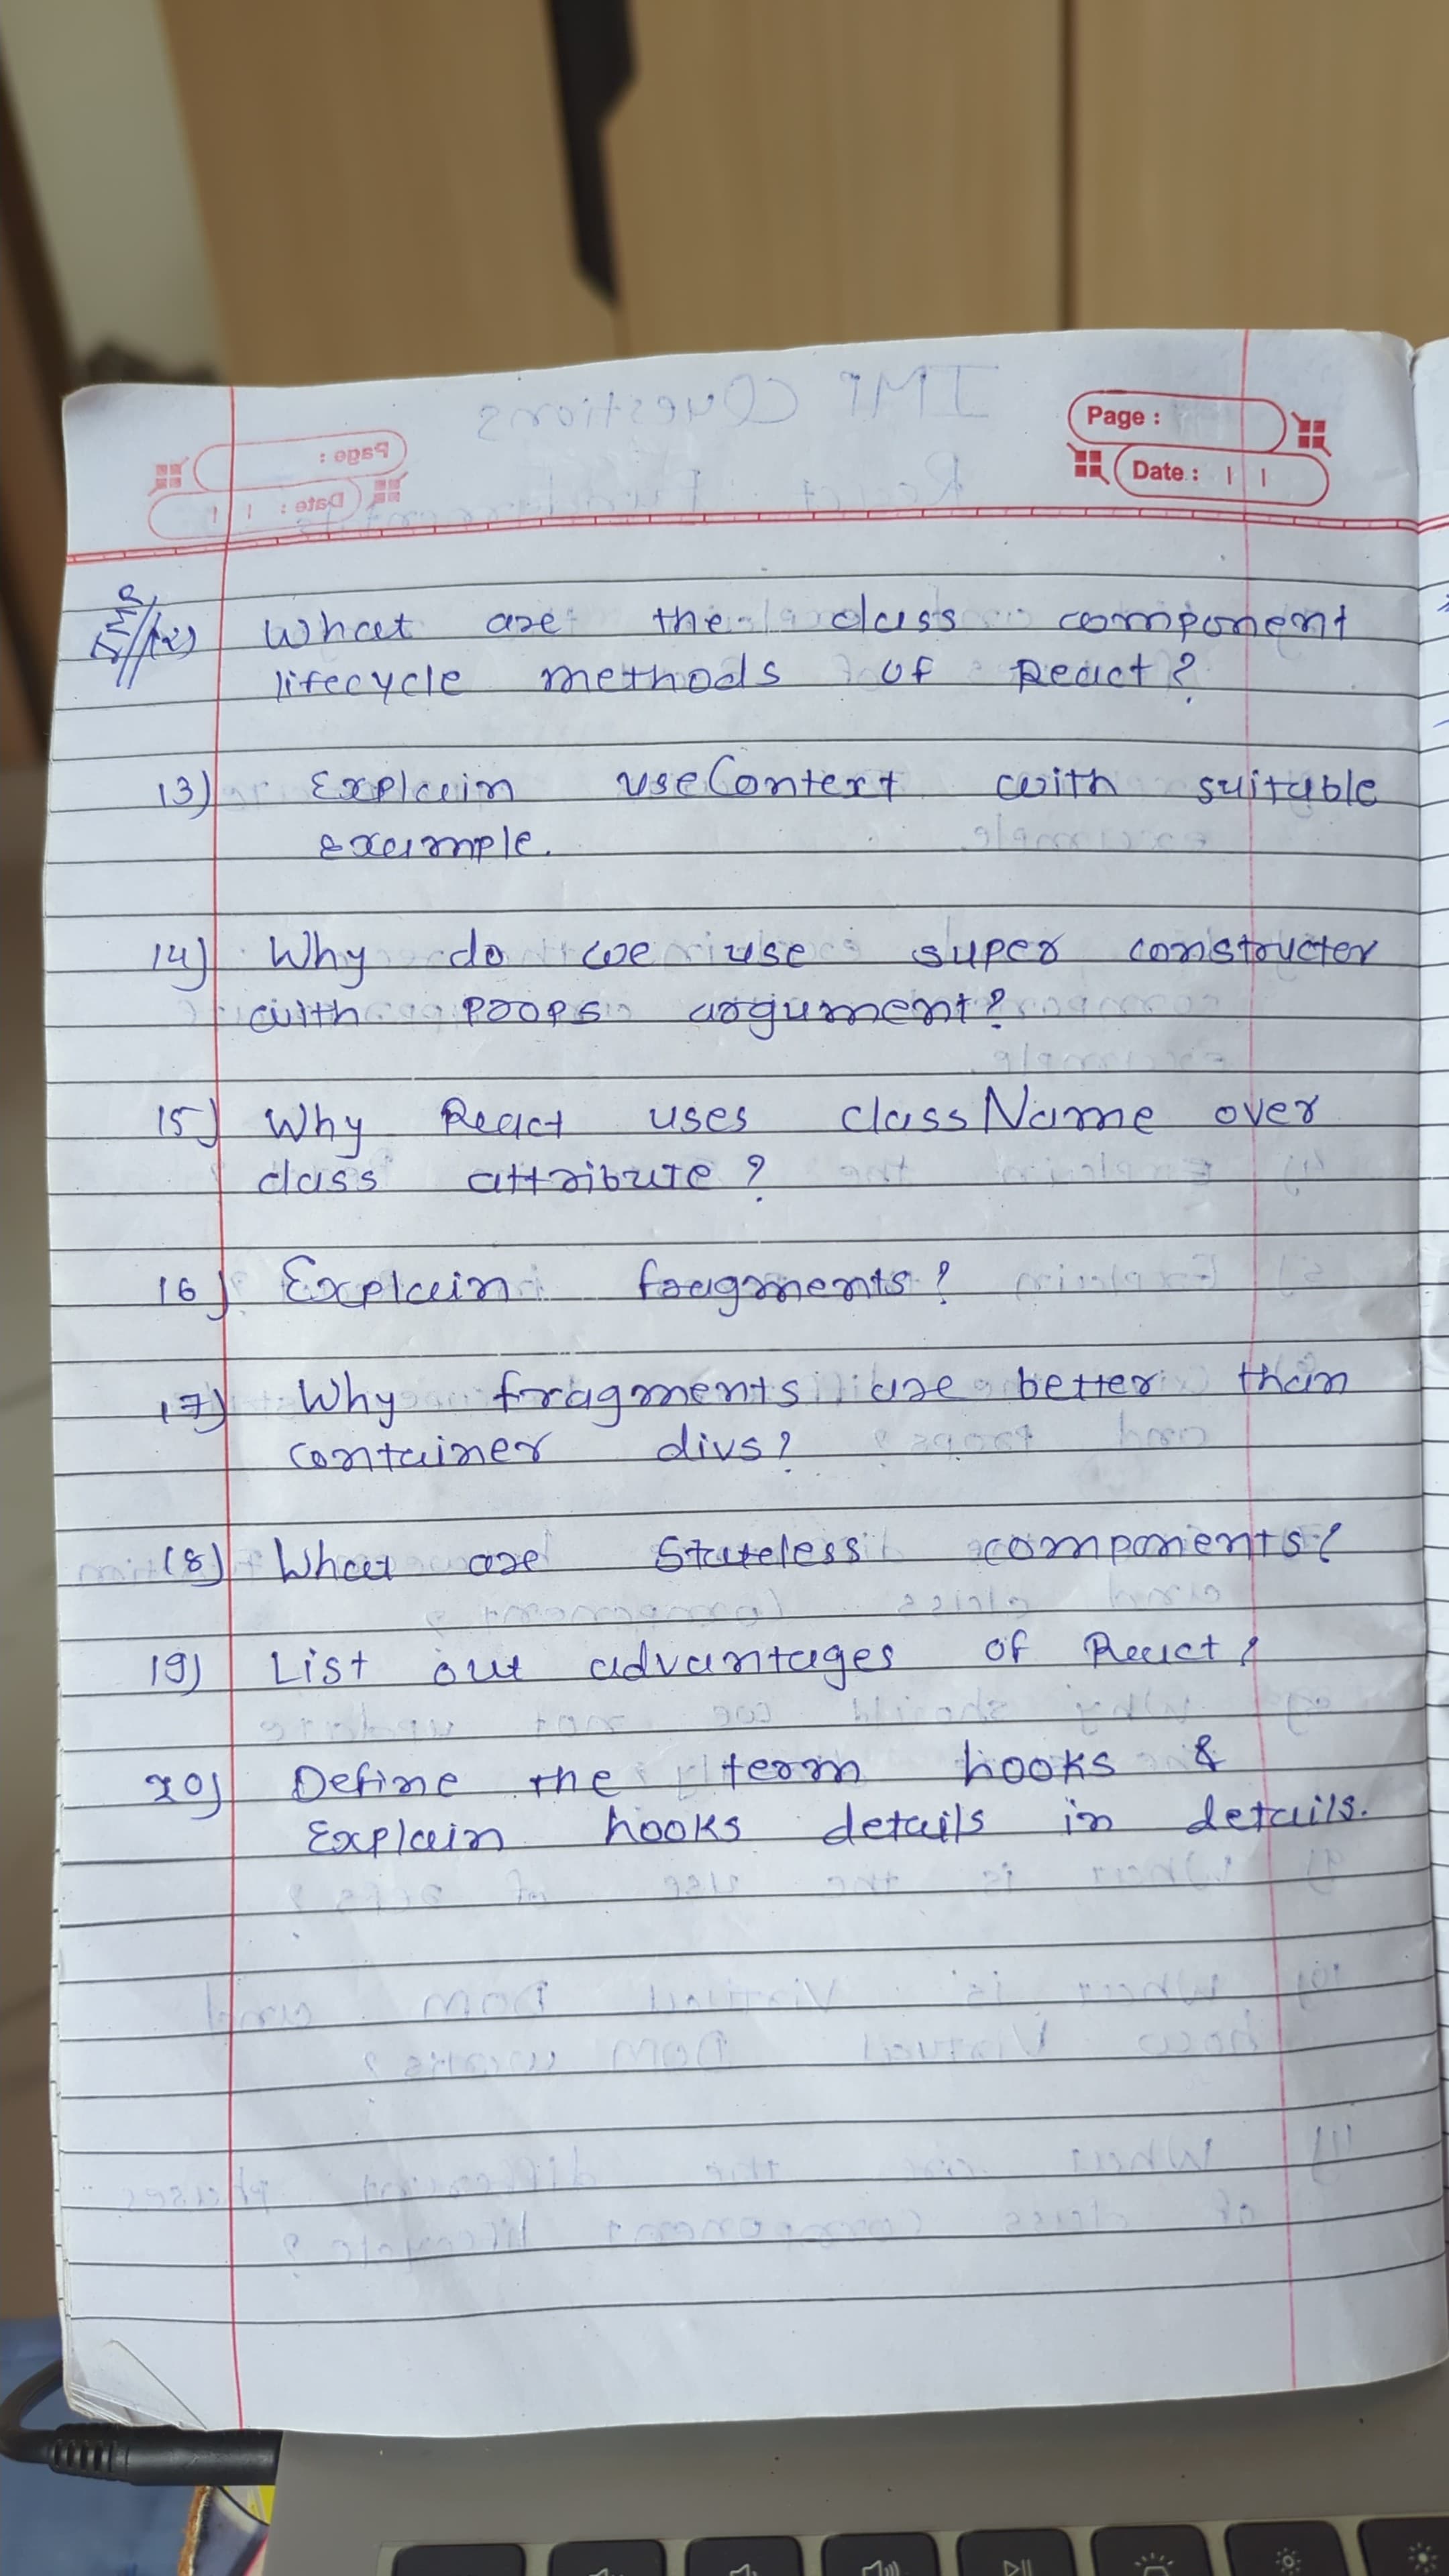 Page :
Date : | |
12) What are the class component
lifecycle methods of React?
13) Explain useContext with suitable
example.
14) Why do we use super constructer
with props argument?
15) Why React uses className over
class attribute?
16) Explain fragments?
17) Why fragments are better than
container divs?
18) What are Stateless components?
19) List out advantages of React?
20) Define the term hooks &
Explain hooks details in details.